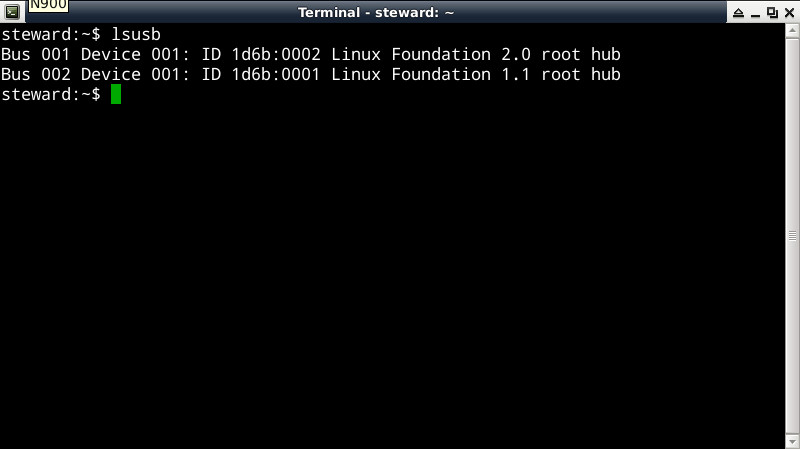 N900
Terminal - steward: ~
steward:~$ lsusb
Bus 001 Device 001: ID 1d6b:0002 Linux Foundation 2.0 root hub
Bus 002 Device 001: ID 1d6b:0001 Linux Foundation 1.1 root hub
steward:~$